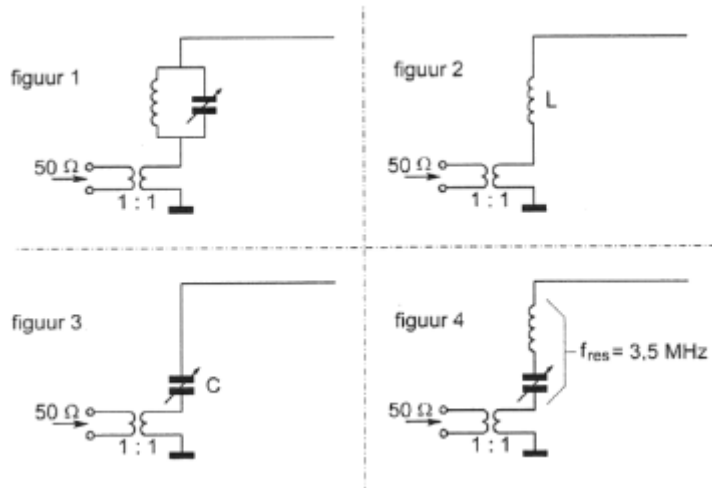 figuur 1
50 Ω
1 : 1
figuur 2
L
50 Ω
1 : 1
figuur 3
C
50 Ω
1 : 1
figuur 4
fres = 3,5 MHz
50 Ω
1 : 1